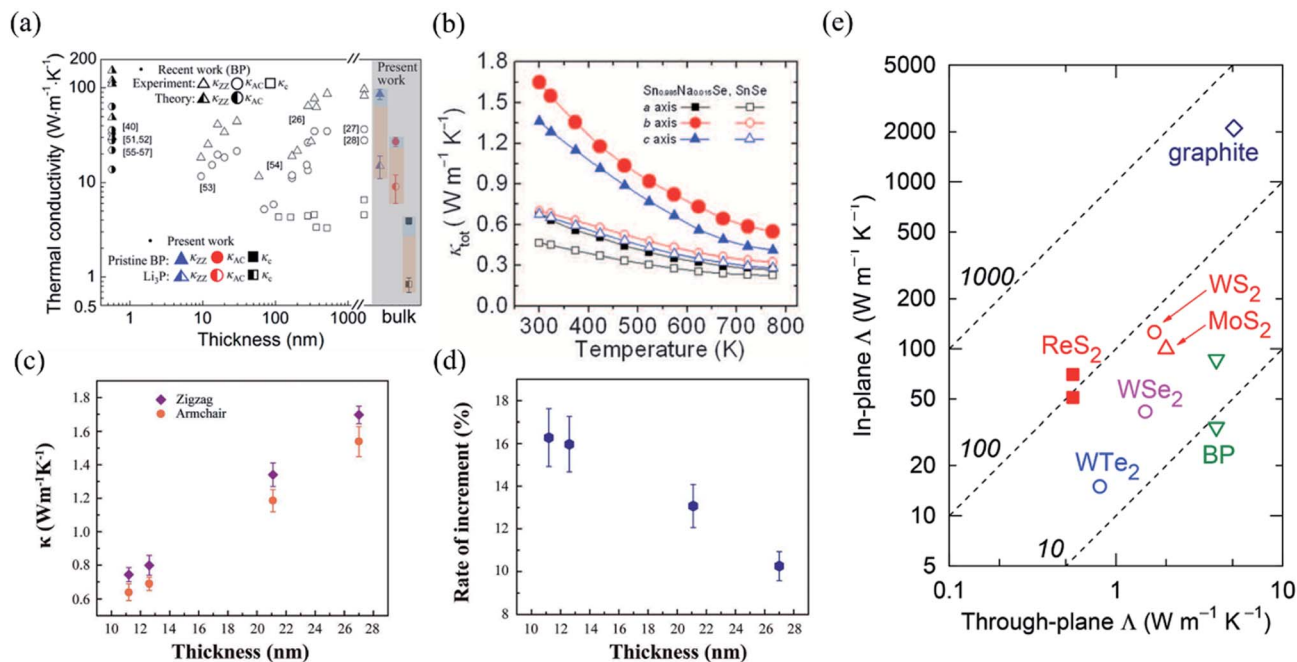 (a)
Thermal conductivity (W·m⁻¹·K⁻¹)
200
100
10
1
0.5
Recent work (BP)
Experiment: κZZ κAC κc
Theory: κZZ κAC
Present work
[40]
[51,52]
[55-57]
[53]
[26]
[54]
[27]
[28]
Present work
Pristine BP: κZZ κAC κc
Li₃P: κZZ κAC κc
1 10 100 1000 bulk
Thickness (nm)
(b)
κtot (W m⁻¹ K⁻¹)
1.8
1.5
1.2
0.9
0.6
0.3
0.0
Sn0.985Na0.015Se, SnSe
a axis
b axis
c axis
300 400 500 600 700 800
Temperature (K)
(c)
κ (Wm⁻¹K⁻¹)
1.8
1.6
1.4
1.2
1.0
0.8
0.6
Zigzag
Armchair
10 12 14 16 18 20 22 24 26 28
Thickness (nm)
(d)
Rate of increment (%)
18
16
14
12
10
8
10 12 14 16 18 20 22 24 26 28
Thickness (nm)
(e)
In-plane Λ (W m⁻¹ K⁻¹)
5000
2000
1000
500
200
100
50
20
10
5
graphite
1000
WS₂
MoS₂
ReS₂
WSe₂
BP
100
WTe₂
10
0.1 1 10
Through-plane Λ (W m⁻¹ K⁻¹)